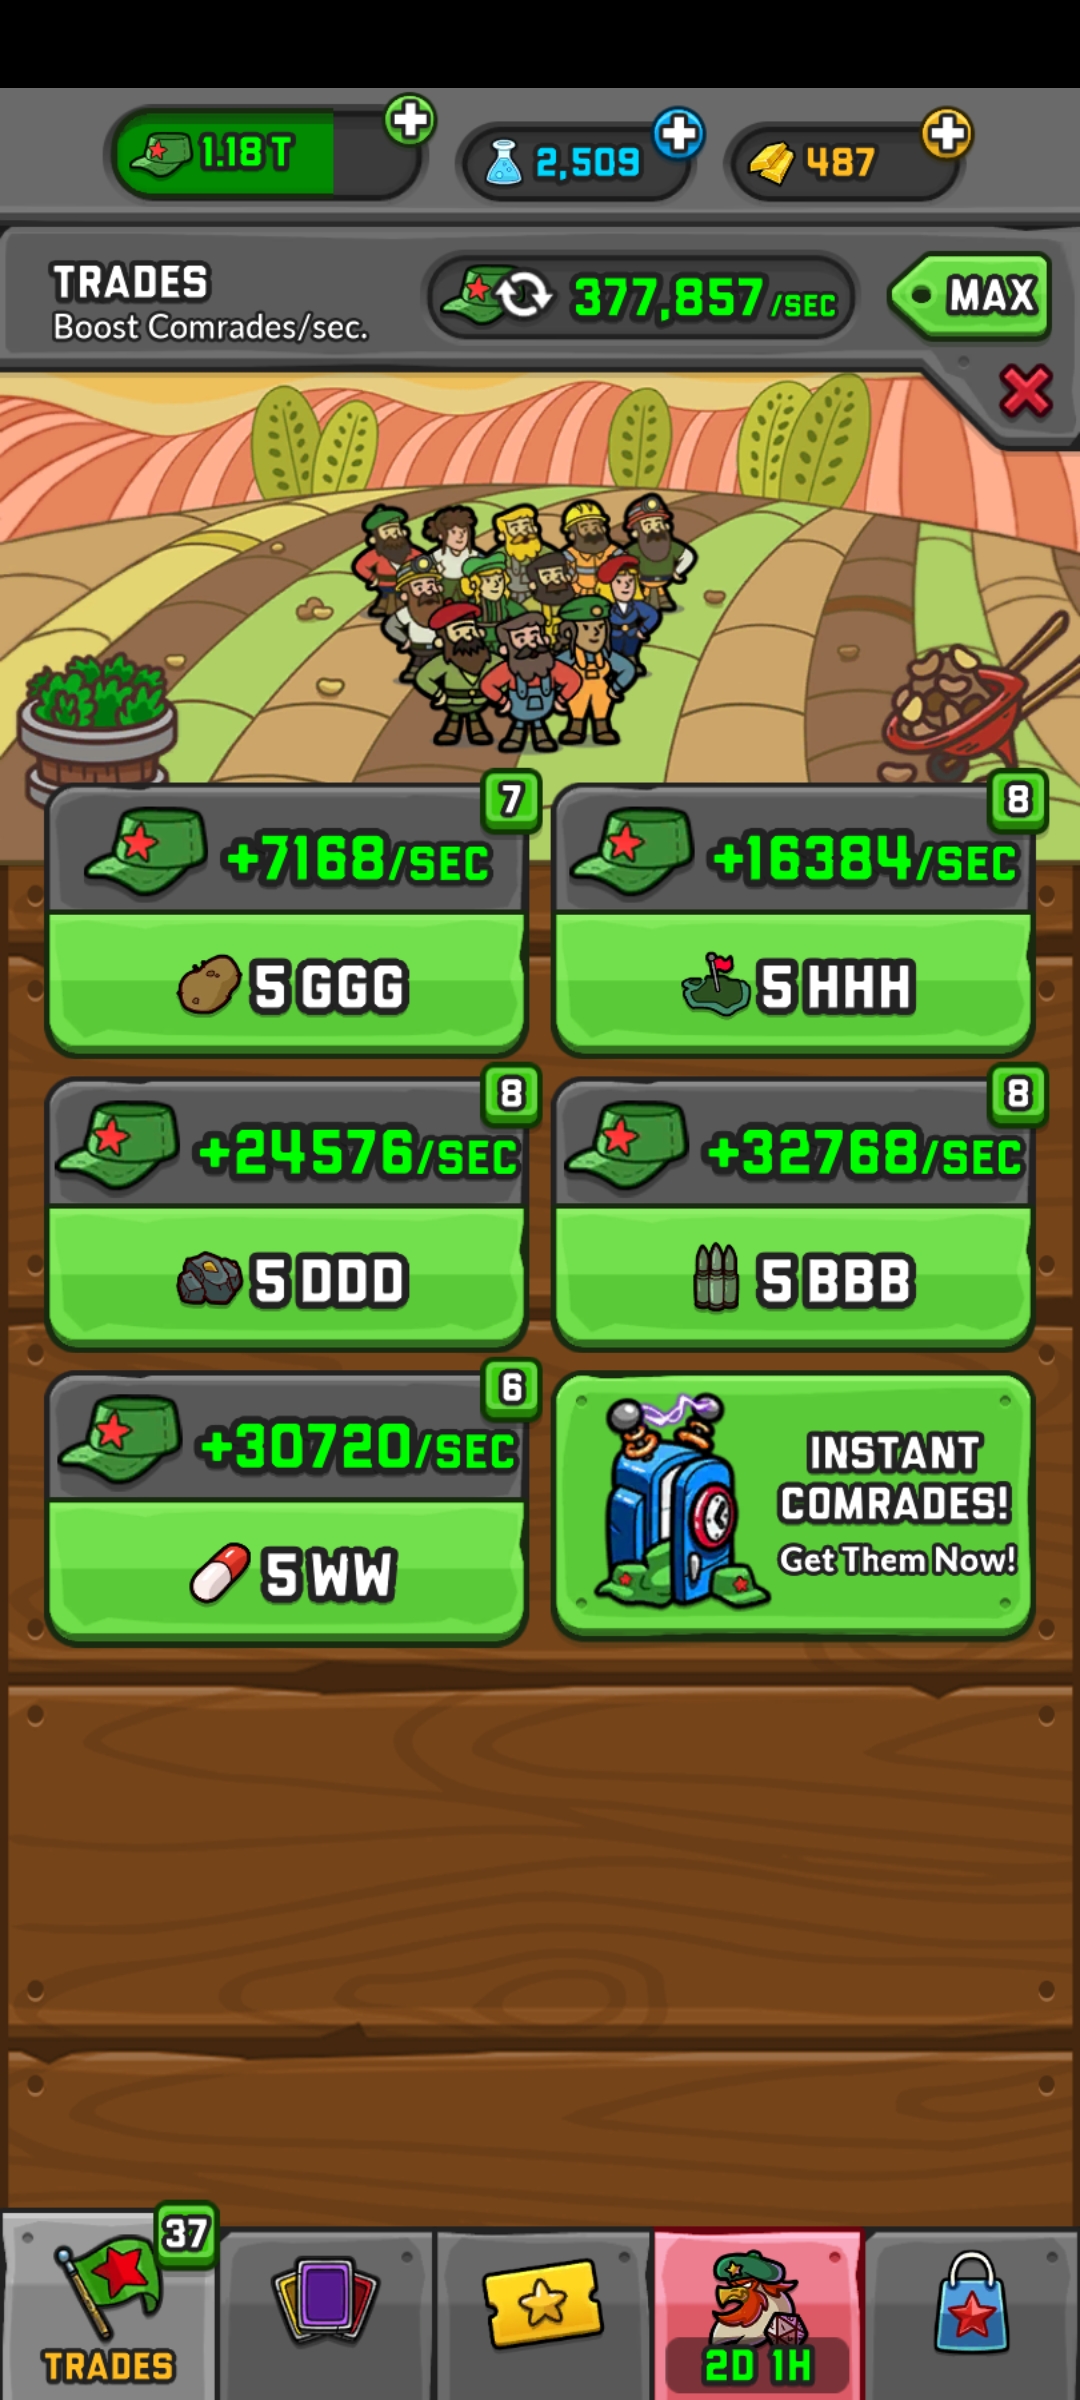 1.18 T
2,509
487
TRADES
Boost Comrades/sec.
377,857/SEC
MAX
7
+7168/SEC
5 GGG
8
+16384/SEC
5 HHH
8
+24576/SEC
5 DDD
8
+32768/SEC
5 BBB
6
+30720/SEC
5 WW
INSTANT
COMRADES!
Get Them Now!
37
TRADES
2D 1H